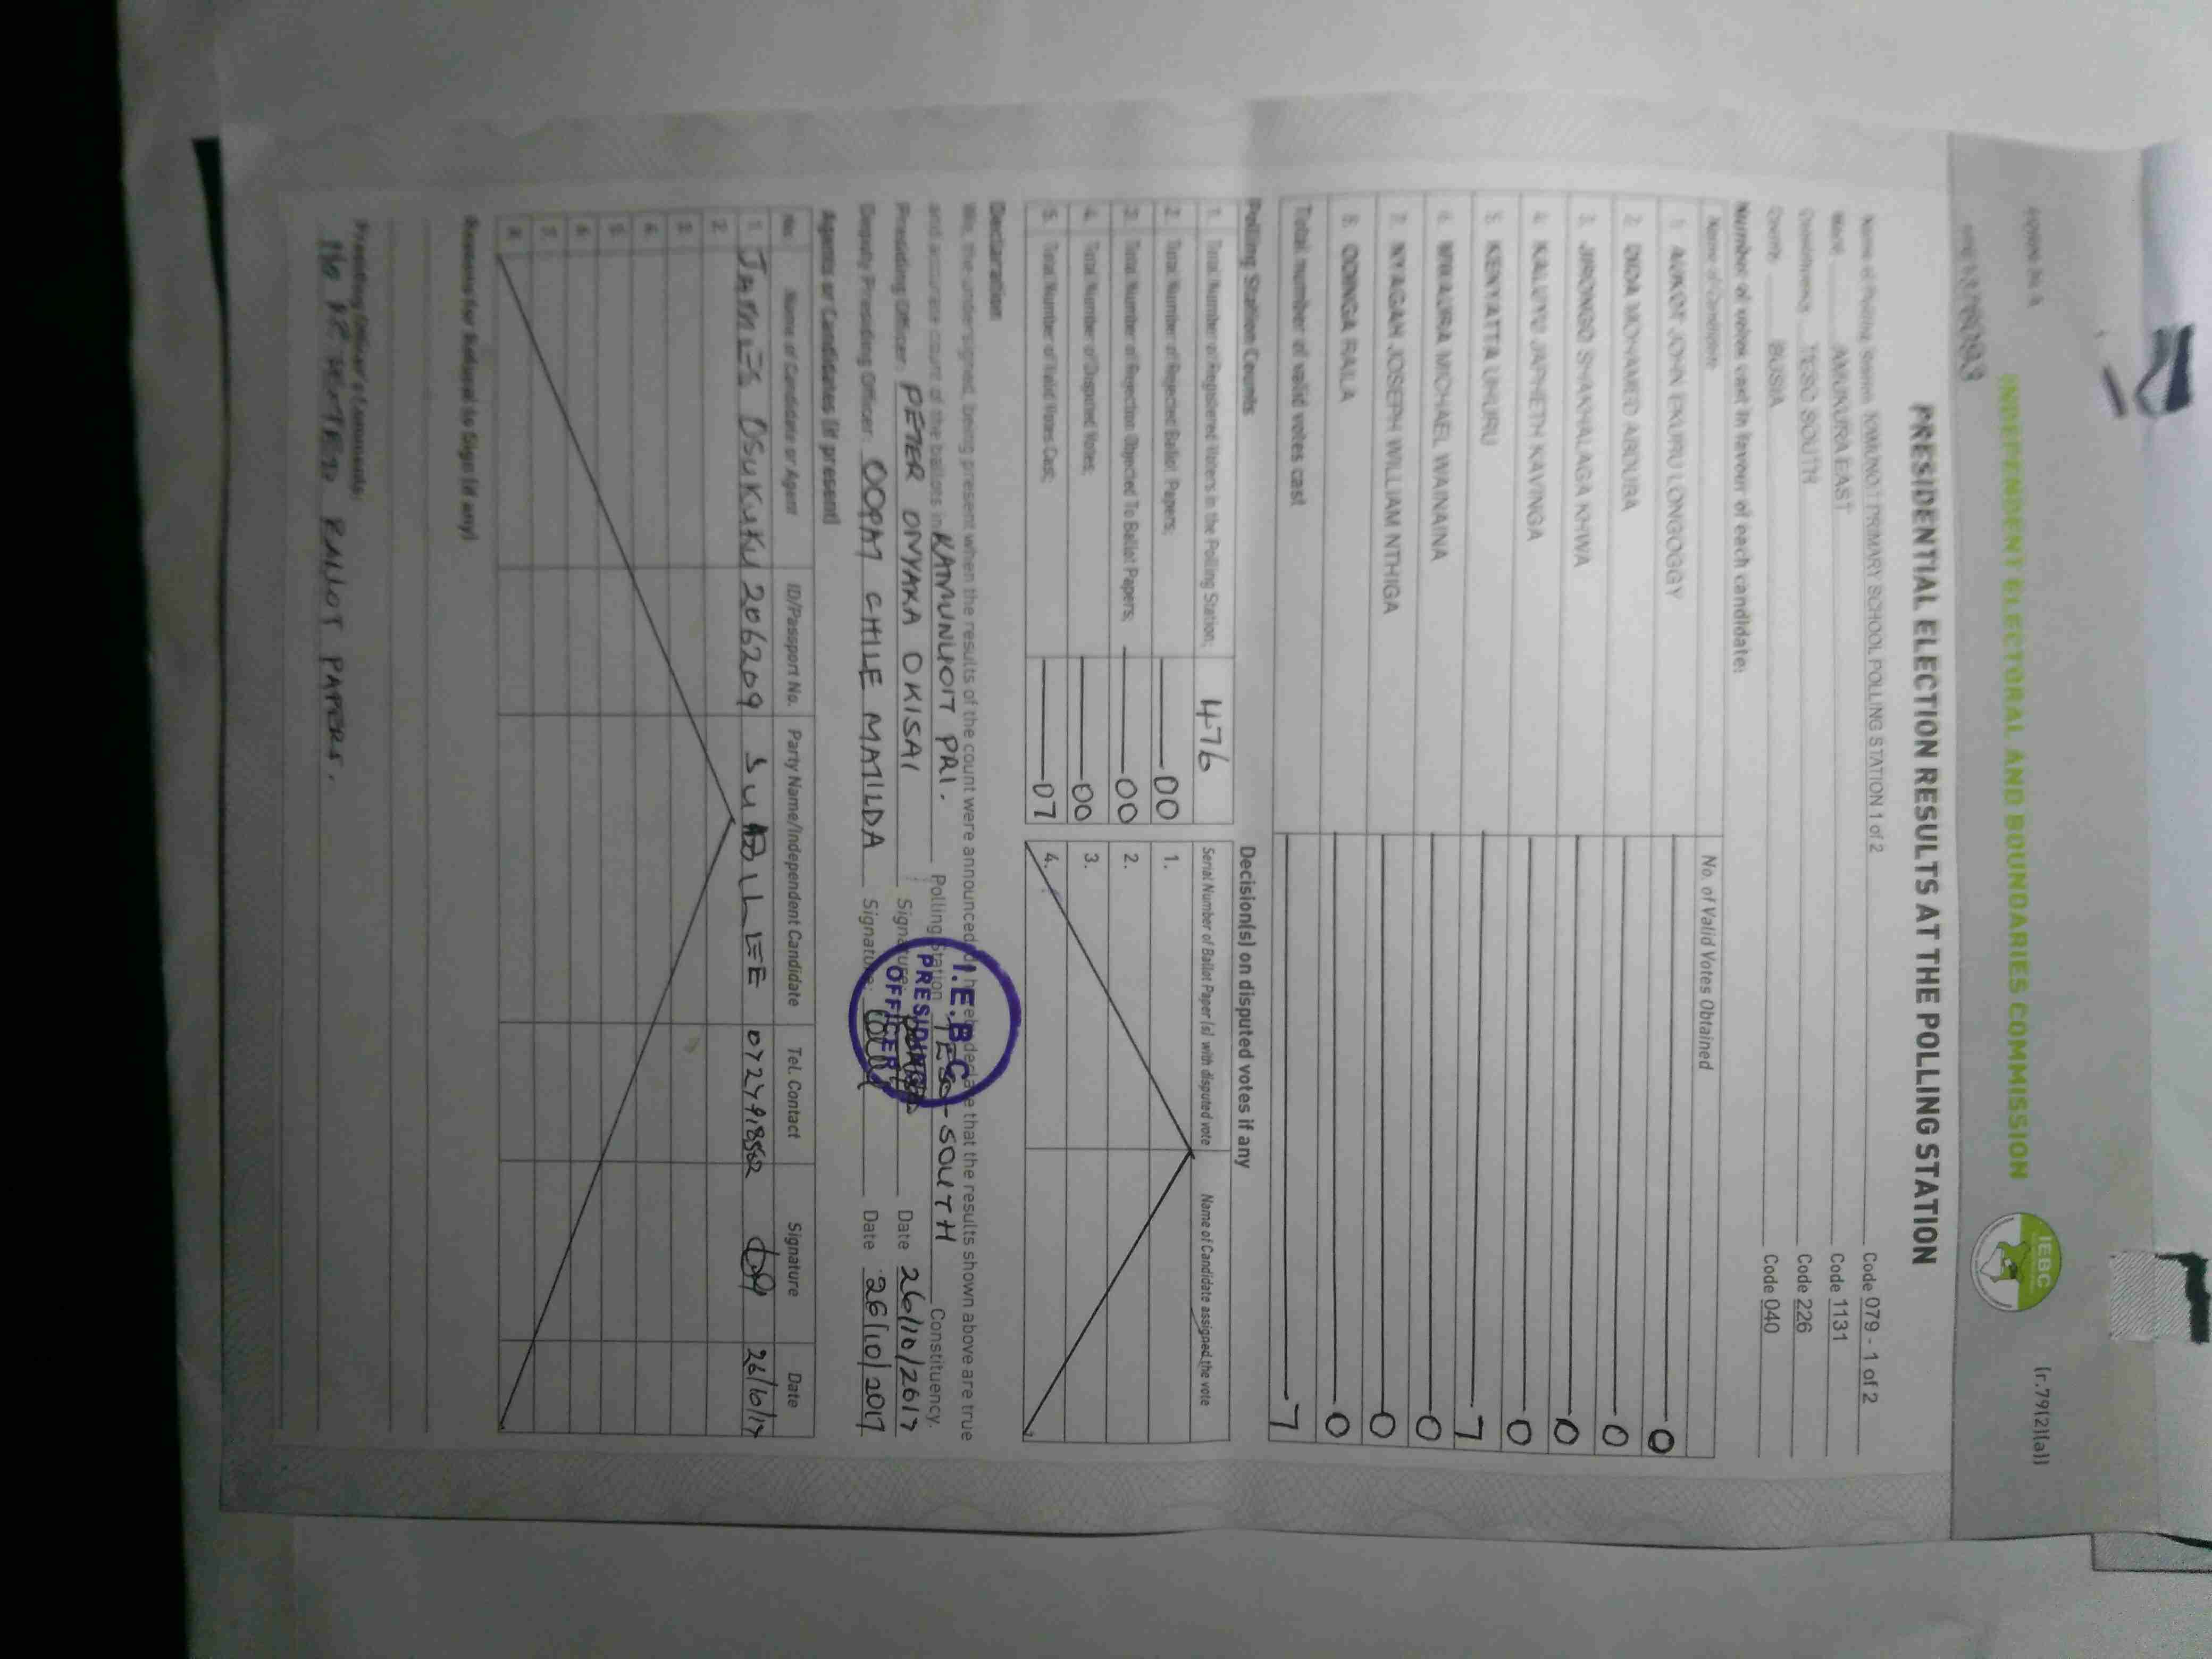 FORM 34 A
(r.79(2)(a))
INDEPENDENT ELECTORAL AND BOUNDARIES COMMISSION
IEBC
PRESIDENTIAL ELECTION RESULTS AT THE POLLING STATION
Name of Polling Station PRIMARY SCHOOL POLLING STATION 1 of 2 Code 079 - 1 of 2
Ward AMUKURA EAST Code 1131
Constituency TESO SOUTH Code 226
County BUSIA Code 040
Number of votes cast in favour of each candidate:
Name of Candidate No. of Valid Votes Obtained
1. AUKOT JOHN EKURU LONGOGGY 0
2. DIDA MOHAMED ABDUBA 0
3. JIRONGO SHAKHALAGA KHWA 0
4. KALUYU JAPHETH KAVINGA 0
5. KENYATTA UHURU 7
6. MWAURA MICHAEL WAINAINA 0
7. NYAGAH JOSEPH WILLIAM NTHIGA 0
8. ODINGA RAILA 0
Total number of valid votes cast 7
Polling Station Counts
1. Total Number of Registered Voters in the Polling Station; 476
2. Total Number of Rejected Ballot Papers; 00
3. Total Number of Rejection Objected To Ballot Papers; 00
4. Total Number of Disputed Votes; 00
5. Total Number of Valid Votes Cast; 07
Decision(s) on disputed votes if any
Serial Number of Ballot Paper (s) with disputed vote Name of Candidate assigned the vote
1.
2.
3.
4.
Declaration
We, the undersigned, being present when the results of the count were announced, do hereby declare that the results shown above are true
and accurate count of the ballots in KAMUNUOIT PRI. Polling Station TESO - SOUTH Constituency.
Presiding Officer: PETER ONYAKA OKISAI Signature: Date 26/10/2017
Deputy Presiding Officer: OOPAT CHILE MATILDA Signature: Date 26/10/2017
I.E.B.C
PRESIDING
OFFICER
Agents or Candidates (if present)
No. Name of Candidate or Agent ID/Passport No. Party Name/Independent Candidate Tel. Contact Signature Date
1. JAMES OSUKUKU 206209 JUBILEE 26/10/17
2.
3.
4.
5.
6.
7.
8.
Reasons for Refusal to Sign (if any)
Presiding Officer's Comments:
BALLOT PAPERS.